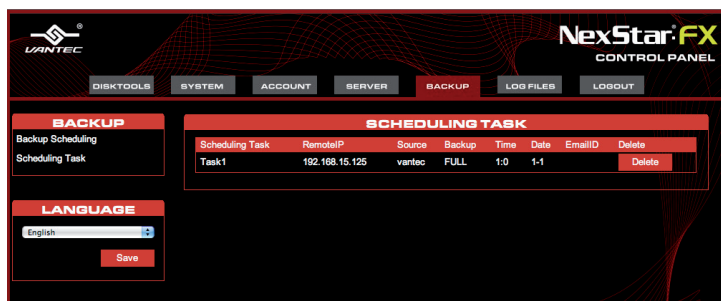 VANTEC
NexStar FX
CONTROL PANEL
DISKTOOLS SYSTEM ACCOUNT SERVER BACKUP LOG FILES LOGOUT
BACKUP
Backup Scheduling
Scheduling Task
LANGUAGE
English
Save
SCHEDULING TASK
Scheduling Task RemoteIP Source Backup Time Date EmailID Delete
Task1 192.168.15.125 vantec FULL 1:0 1-1 Delete